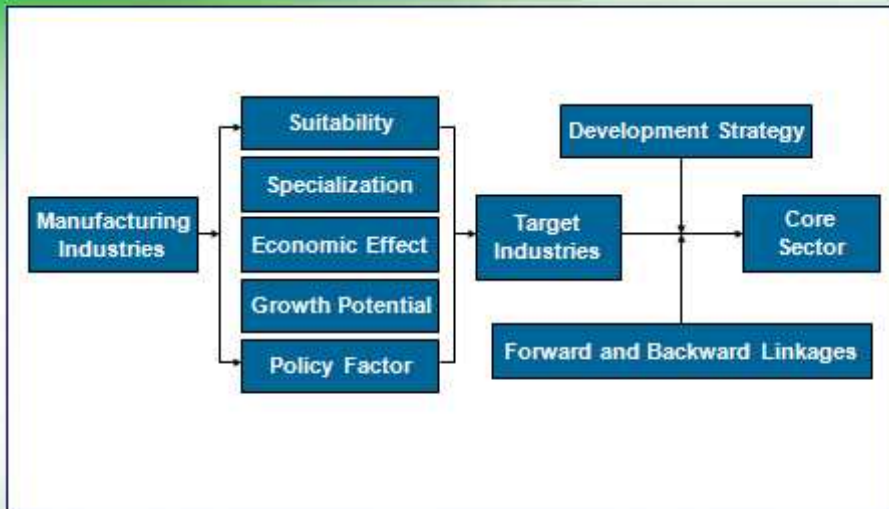 Suitability
Specialization
Economic Effect
Growth Potential
Policy Factor
Manufacturing
Industries
Target
Industries
Development Strategy
Core
Sector
Forward and Backward Linkages